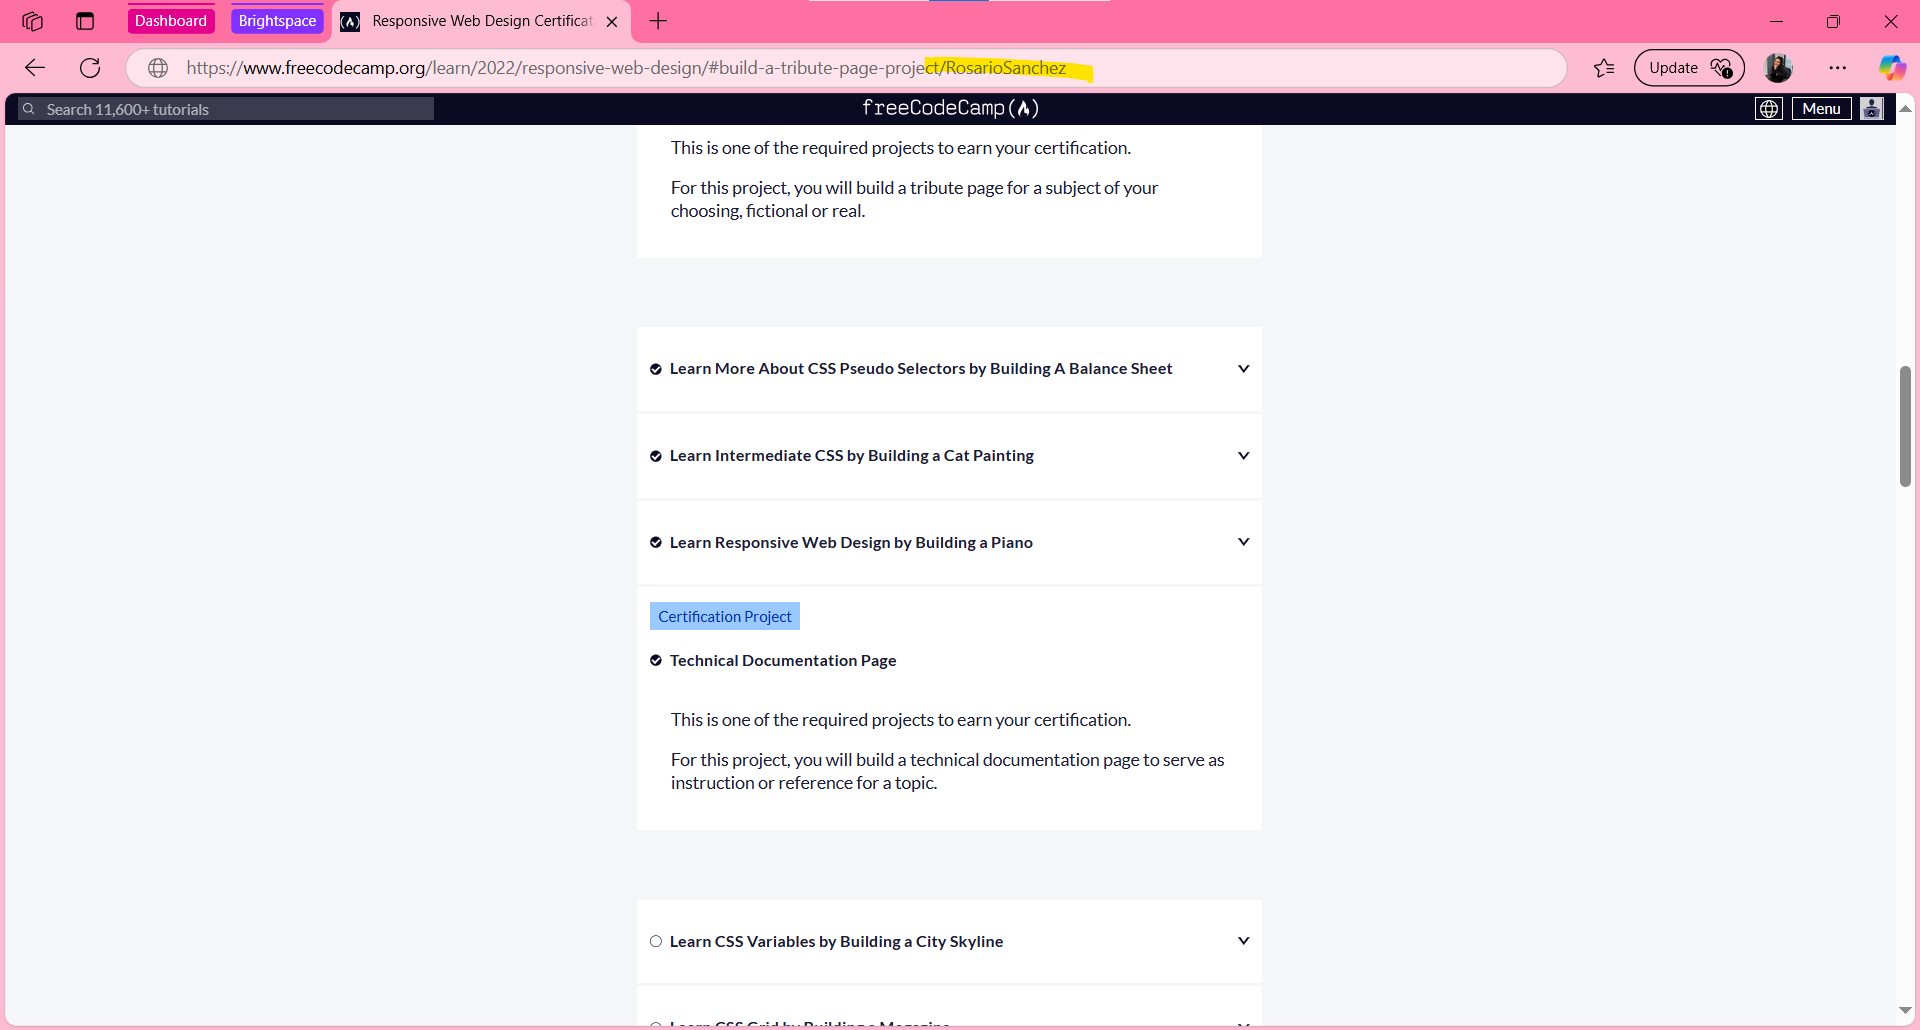 Dashboard
Brightspace
Responsive Web Design Certificat
https://www.freecodecamp.org/learn/2022/responsive-web-design/#build-a-tribute-page-project/RosarioSanchez
Update
Search 11,600+ tutorials
freeCodeCamp
Menu
This is one of the required projects to earn your certification.
For this project, you will build a tribute page for a subject of your
choosing, fictional or real.
Learn More About CSS Pseudo Selectors by Building A Balance Sheet
Learn Intermediate CSS by Building a Cat Painting
Learn Responsive Web Design by Building a Piano
Certification Project
Technical Documentation Page
This is one of the required projects to earn your certification.
For this project, you will build a technical documentation page to serve as
instruction or reference for a topic.
Learn CSS Variables by Building a City Skyline
Learn CSS Grid by Building a Magazine